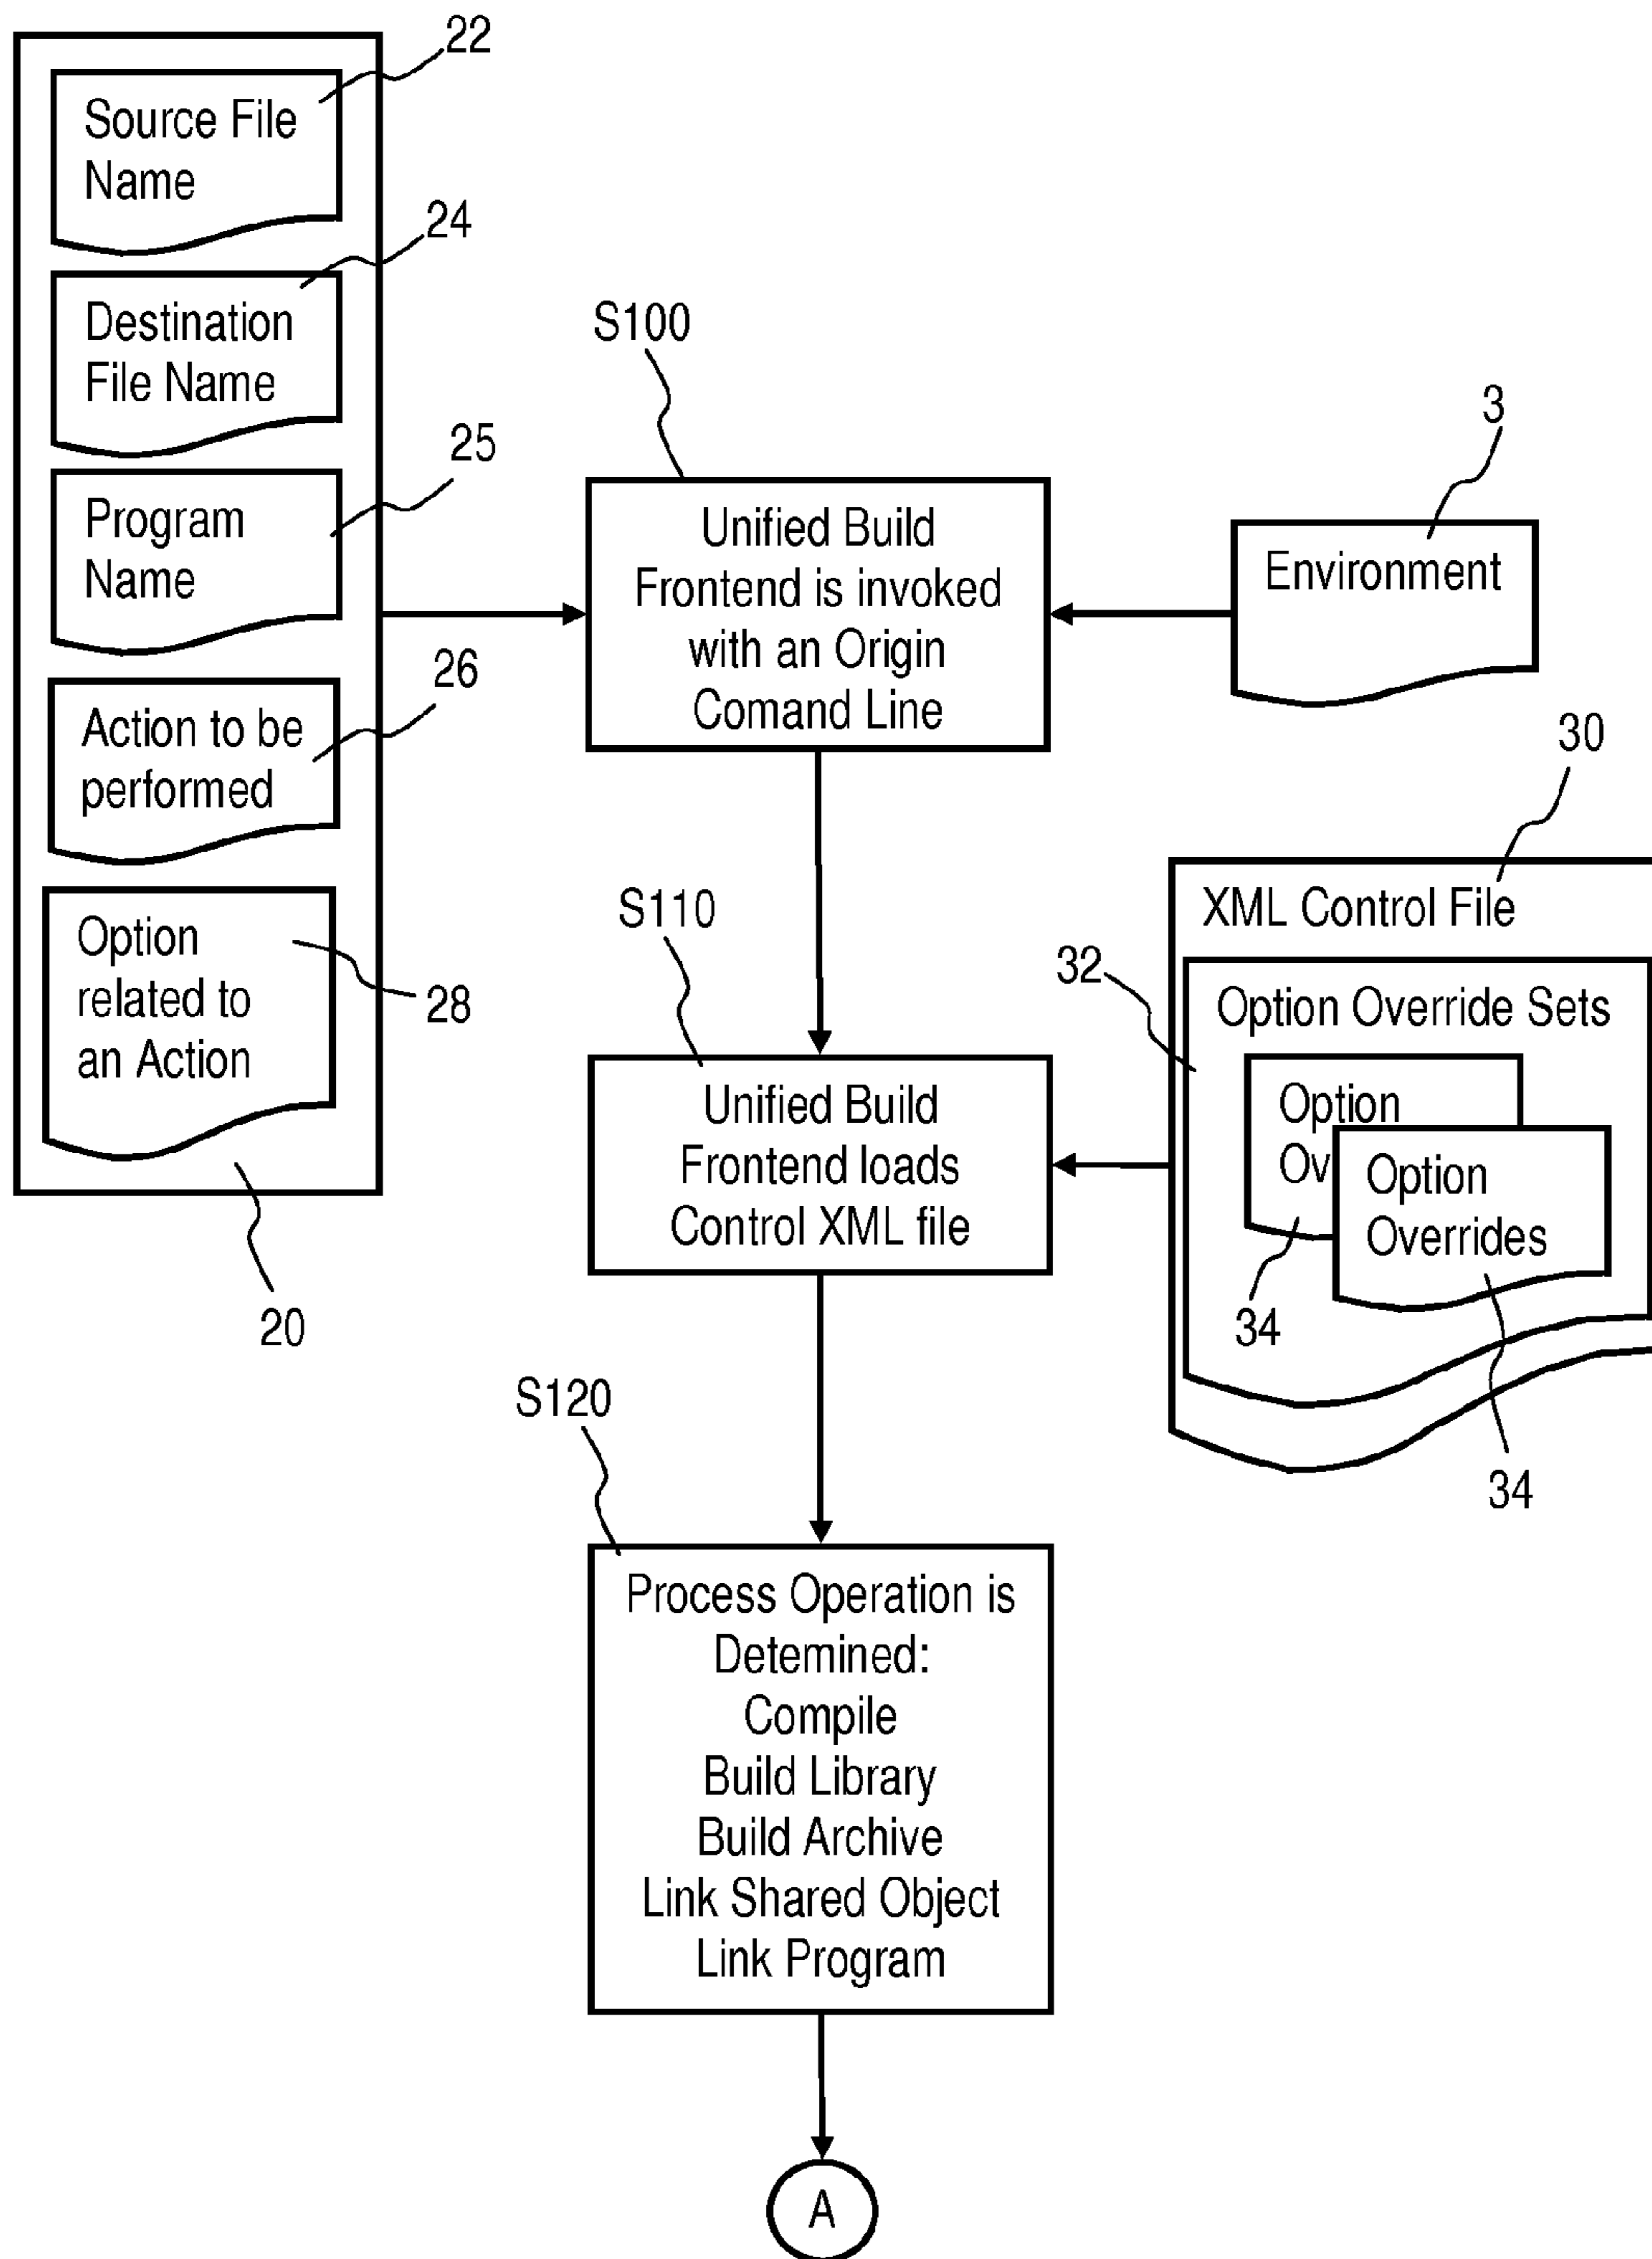 22
Source File
Name
24
Destination
File Name
25
Program
Name
26
Action to be
performed
Option
related to
an Action
28
20
S100
Unified Build
Frontend is invoked
with an Origin
Comand Line
3
Environment
S110
Unified Build
Frontend loads
Control XML file
30
XML Control File
32
Option Override Sets
Option
Ov
34
Option
Overrides
34
S120
Process Operation is
Detemined:
Compile
Build Library
Build Archive
Link Shared Object
Link Program
A